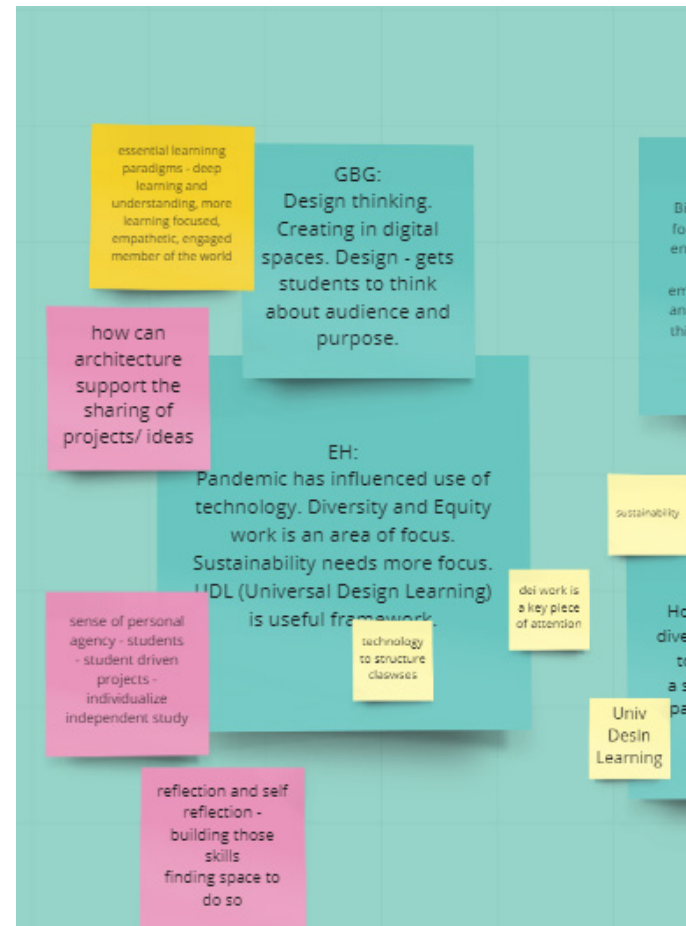 essential learninng
paradigms - deep
learning and
understanding, more
learning focused,
empathetic, engaged
member of the world
GBG:
Design thinking.
Creating in digital
spaces. Design - gets
students to think
about audience and
purpose.
how can
architecture
support the
sharing of
projects/ ideas
EH:
Pandemic has influenced use of
technology. Diversity and Equity
work is an area of focus.
Sustainability needs more focus.
UDL (Universal Design Learning)
is useful framework.
sustainability
dei work is
a key piece
of attention
technology
to structure
claswses
sense of personal
agency - students
- student driven
projects -
individualize
independent study
Univ
DesIn
Learning
reflection and self
reflection -
building those
skills
finding space to
do so